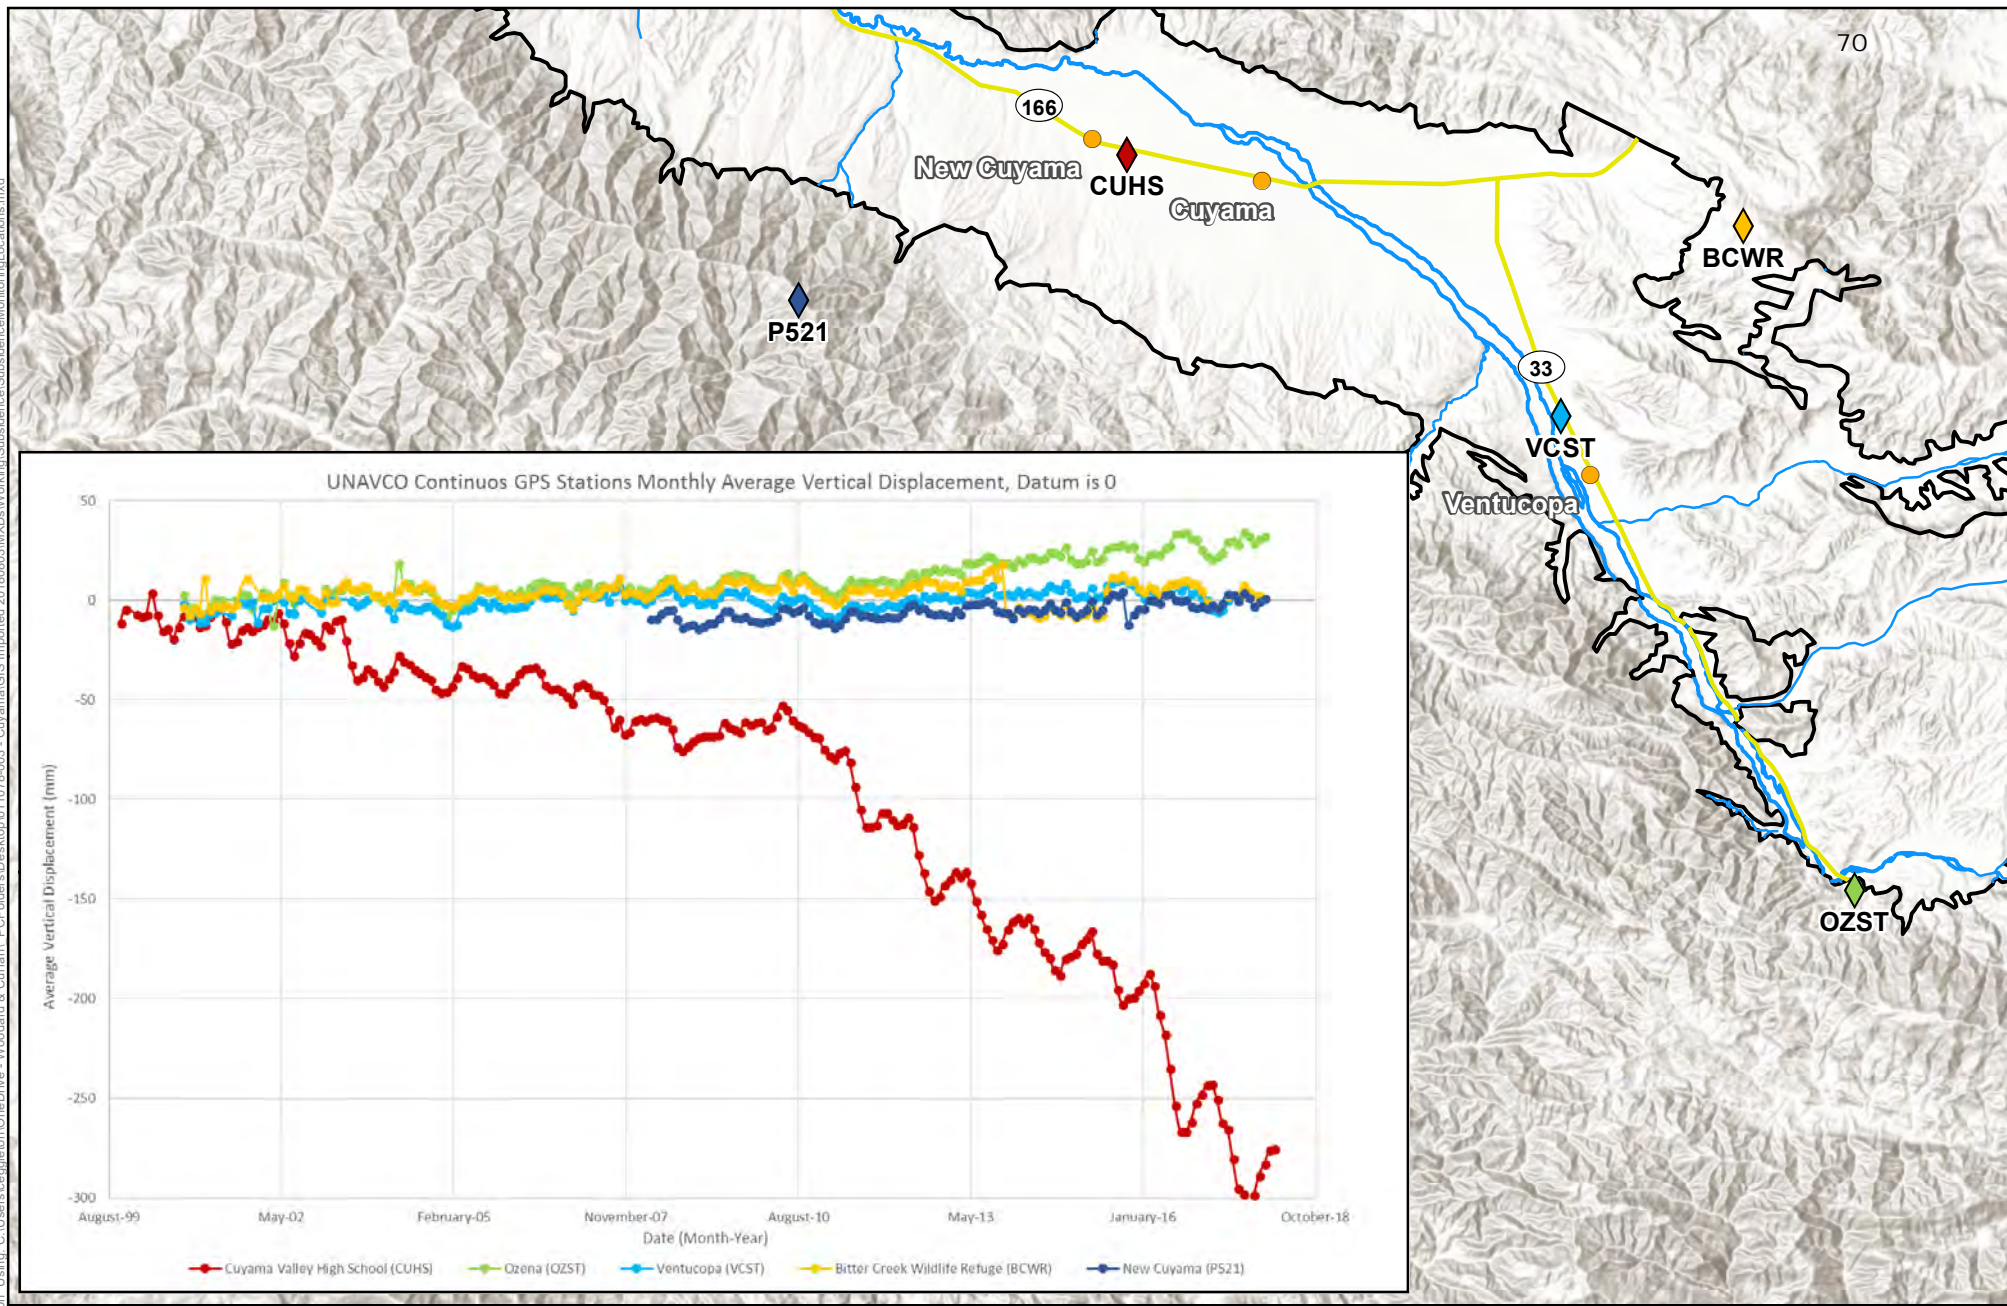 70
166
New Cuyama
CUHS
Cuyama
BCWR
P521
33
VCST
Ventucopa
OZST
UNAVCO Continuos GPS Stations Monthly Average Vertical Displacement, Datum is 0
Average Vertical Displacement (mm)
50
0
-50
-100
-150
-200
-250
-300
August-99 May-02 February-05 November-07 August-10 May-13 January-16 October-18
Date (Month-Year)
Cuyama Valley High School (CUHS) Ozena (OZST) Ventucopa (VCST) Bitter Creek Wildlife Refuge (BCWR) New Cuyama (P521)